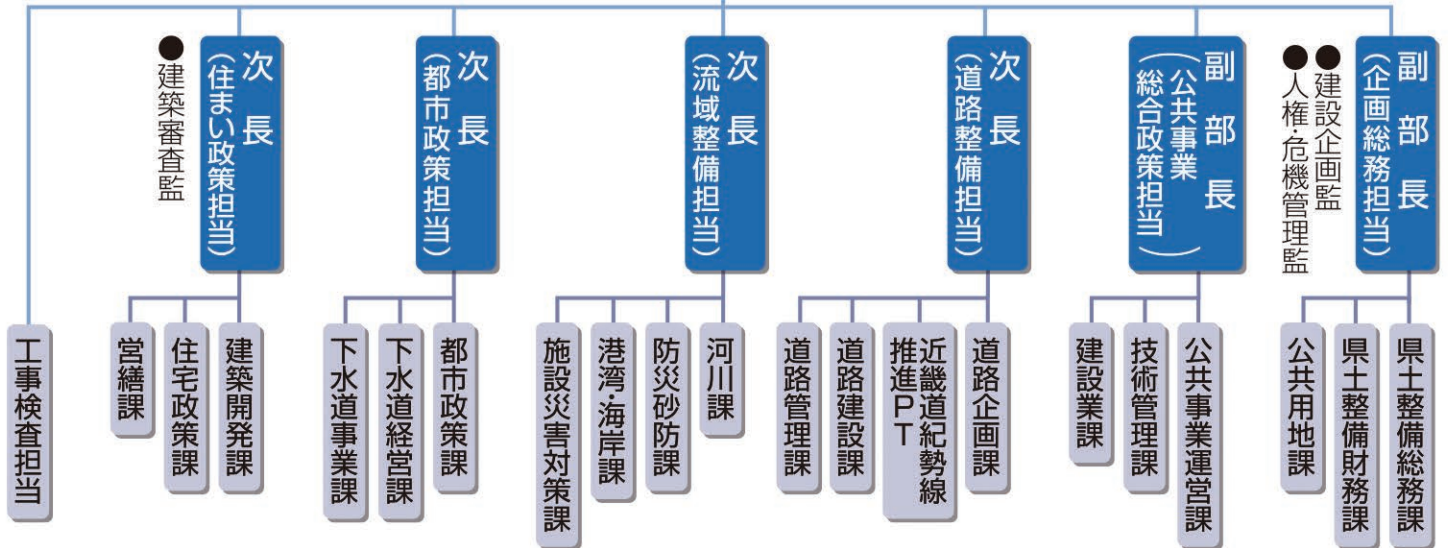 副部長
（企画総務担当）
●建設企画監
●人権・危機管理監
県土整備総務課
県土整備財務課
公共用地課
副部長
（公共事業
総合政策担当）
公共事業運営課
技術管理課
建設業課
次長
（道路整備担当）
道路企画課
近畿道紀勢線
推進PT
道路建設課
道路管理課
次長
（流域整備担当）
河川課
防災砂防課
港湾・海岸課
施設災害対策課
次長
（都市政策担当）
都市政策課
下水道経営課
下水道事業課
次長
（住まい政策担当）
●建築審査監
建築開発課
住宅政策課
営繕課
工事検査担当